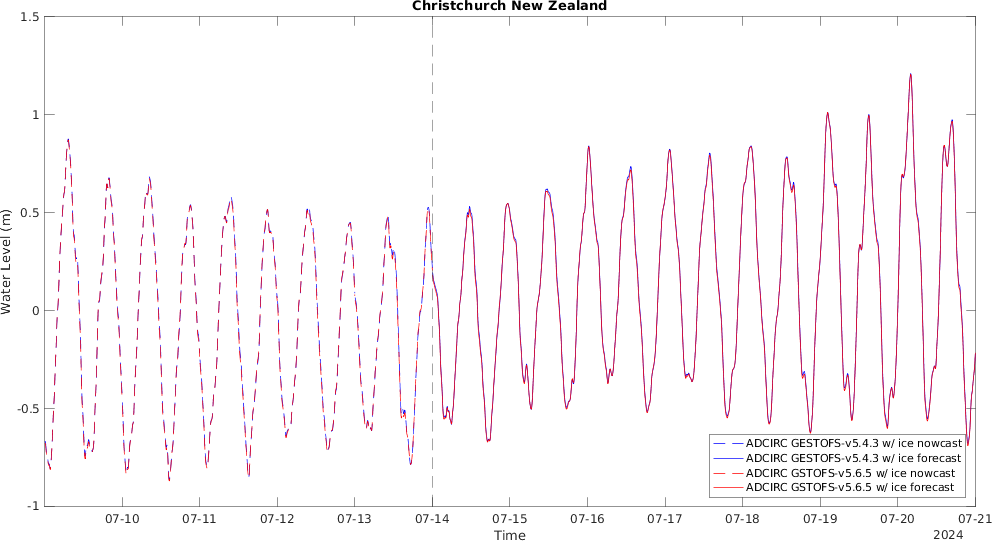 Christchurch New Zealand
1.5
1
0.5
0
-0.5
-1
Water Level (m)
07-10 07-11 07-12 07-13 07-14 07-15 07-16 07-17 07-18 07-19 07-20 07-21
Time
2024
ADCIRC GESTOFS-v5.4.3 w/ ice nowcast
ADCIRC GESTOFS-v5.4.3 w/ ice forecast
ADCIRC GSTOFS-v5.6.5 w/ ice nowcast
ADCIRC GSTOFS-v5.6.5 w/ ice forecast